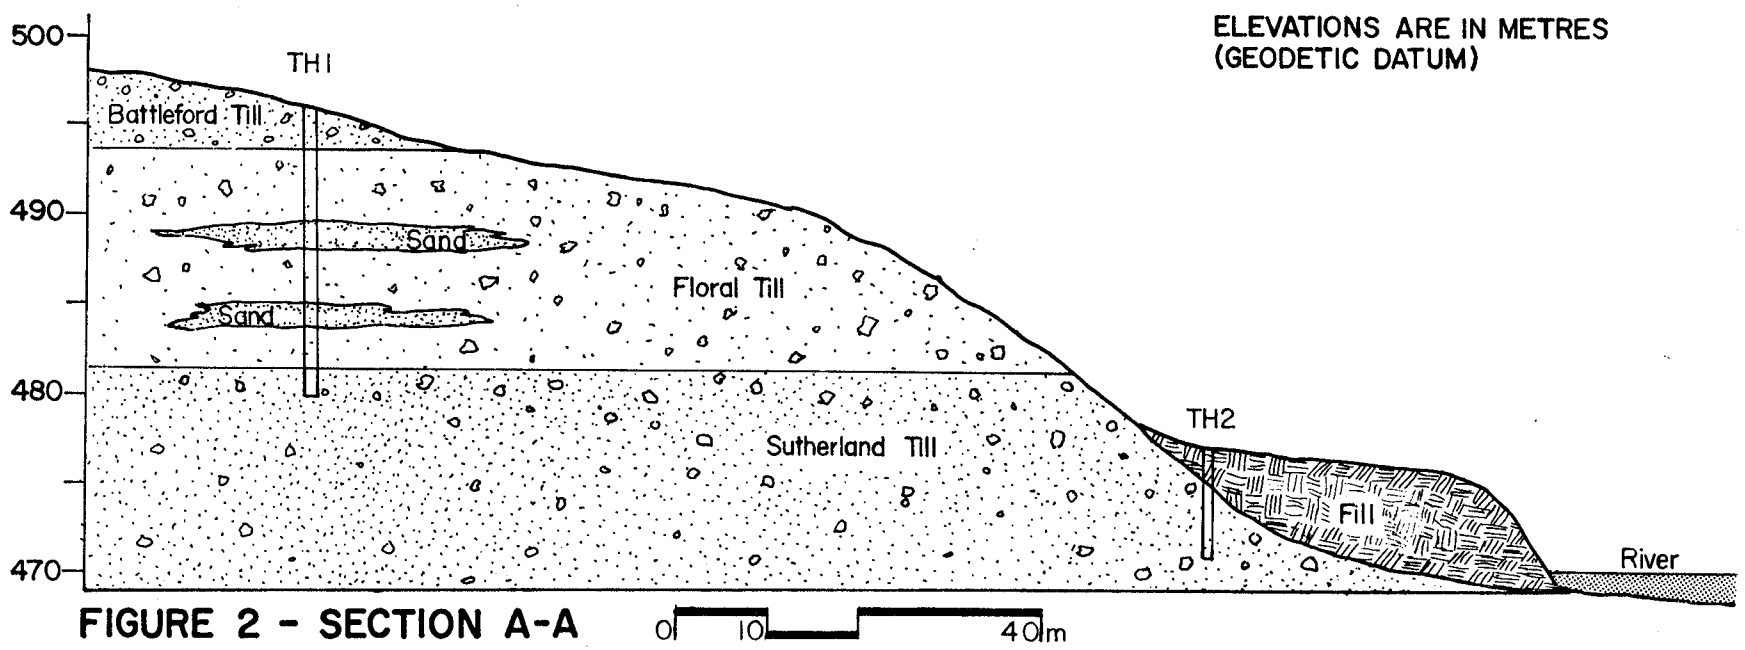 ELEVATIONS ARE IN METRES
(GEODETIC DATUM)
500
TH1
Battleford Till
490
Sand
Floral Till
Sand
480
TH2
Sutherland Till
Fill
470
River
FIGURE 2 - SECTION A-A
0 10 40m